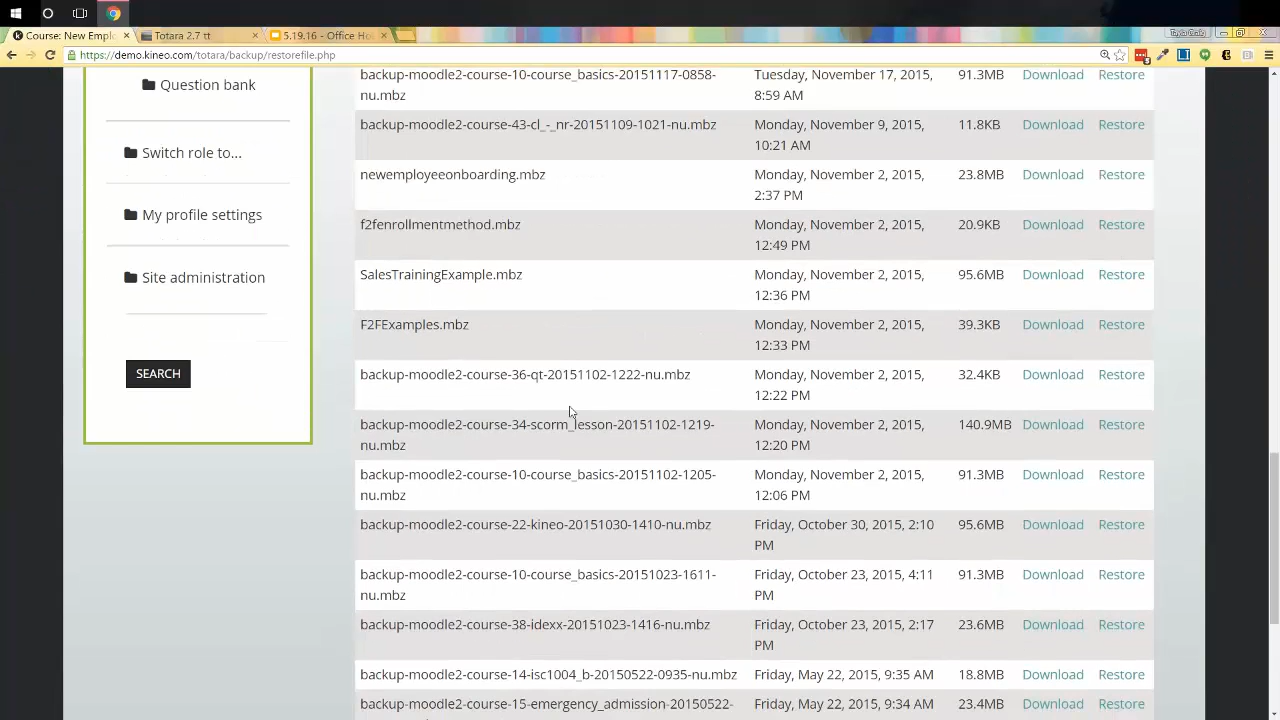 Course: New Emplo
Totara 2.7 tt
5.19.16 - Office Ho
https://demo.kineo.com/totara/backup/restorefile.php
Question bank
Switch role to...
My profile settings
Site administration
SEARCH
backup-moodle2-course-10-course_basics-20151117-0858-
nu.mbz
Tuesday, November 17, 2015,
8:59 AM
91.3MB
Download
Restore
backup-moodle2-course-43-cl_-_nr-20151109-1021-nu.mbz
Monday, November 9, 2015,
10:21 AM
11.8KB
Download
Restore
newemployeeonboarding.mbz
Monday, November 2, 2015,
2:37 PM
23.8MB
Download
Restore
f2fenrollmentmethod.mbz
Monday, November 2, 2015,
12:49 PM
20.9KB
Download
Restore
SalesTrainingExample.mbz
Monday, November 2, 2015,
12:36 PM
95.6MB
Download
Restore
F2FExamples.mbz
Monday, November 2, 2015,
12:33 PM
39.3KB
Download
Restore
backup-moodle2-course-36-qt-20151102-1222-nu.mbz
Monday, November 2, 2015,
12:22 PM
32.4KB
Download
Restore
backup-moodle2-course-34-scorm_lesson-20151102-1219-
nu.mbz
Monday, November 2, 2015,
12:20 PM
140.9MB
Download
Restore
backup-moodle2-course-10-course_basics-20151102-1205-
nu.mbz
Monday, November 2, 2015,
12:06 PM
91.3MB
Download
Restore
backup-moodle2-course-22-kineo-20151030-1410-nu.mbz
Friday, October 30, 2015, 2:10
PM
95.6MB
Download
Restore
backup-moodle2-course-10-course_basics-20151023-1611-
nu.mbz
Friday, October 23, 2015, 4:11
PM
91.3MB
Download
Restore
backup-moodle2-course-38-idexx-20151023-1416-nu.mbz
Friday, October 23, 2015, 2:17
PM
23.6MB
Download
Restore
backup-moodle2-course-14-isc1004_b-20150522-0935-nu.mbz
Friday, May 22, 2015, 9:35 AM
18.8MB
Download
Restore
backup-moodle2-course-15-emergency_admission-20150522-
Friday, May 22, 2015, 9:34 AM
23.4MB
Download
Restore